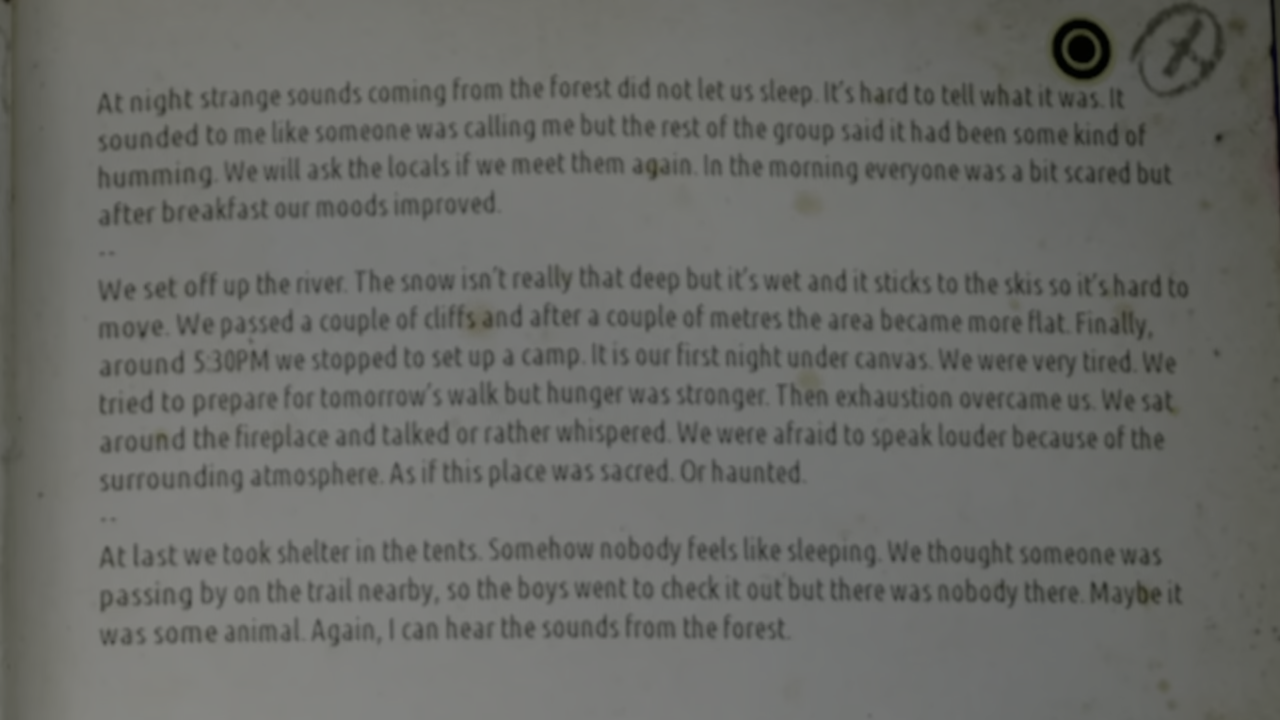 At night strange sounds coming from the forest did not let us sleep. It's hard to tell what it was. It
sounded to me like someone was calling me but the rest of the group said it had been some kind of
humming. We will ask the locals if we meet them again. In the morning everyone was a bit scared but
after breakfast our moods improved.
--
We set off up the river. The snow isn't really that deep but it's wet and it sticks to the skis so it's hard to
move. We passed a couple of cliffs and after a couple of metres the area became more flat. Finally,
around 5:30PM we stopped to set up a camp. It is our first night under canvas. We were very tired. We
tried to prepare for tomorrow's walk but hunger was stronger. Then exhaustion overcame us. We sat
around the fireplace and talked or rather whispered. We were afraid to speak louder because of the
surrounding atmosphere. As if this place was sacred. Or haunted.
--
At last we took shelter in the tents. Somehow nobody feels like sleeping. We thought someone was
passing by on the trail nearby, so the boys went to check it out but there was nobody there. Maybe it
was some animal. Again, I can hear the sounds from the forest.